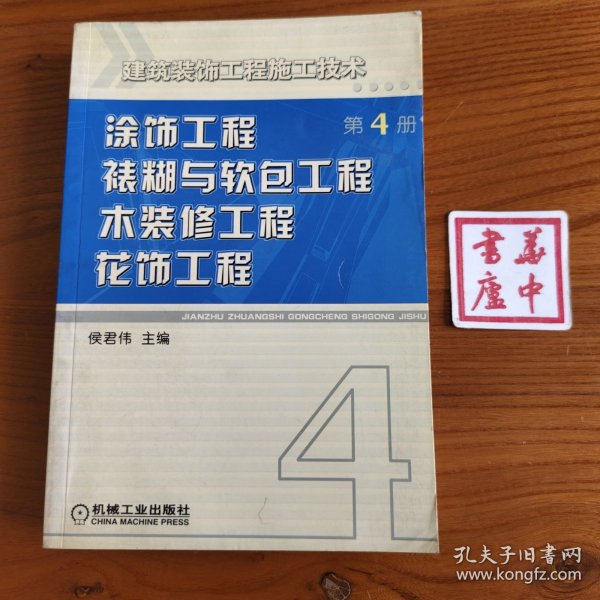 建筑装饰工程施工技术
第4册
涂饰工程
裱糊与软包工程
木装修工程
花饰工程
JIANZHU ZHUANGSHI GONGCHENG SHIGONG JISHU
侯君伟 主编
4
机械工业出版社
CHINA MACHINE PRESS
華中
書廬
孔夫子旧书网
www.kongfz.com